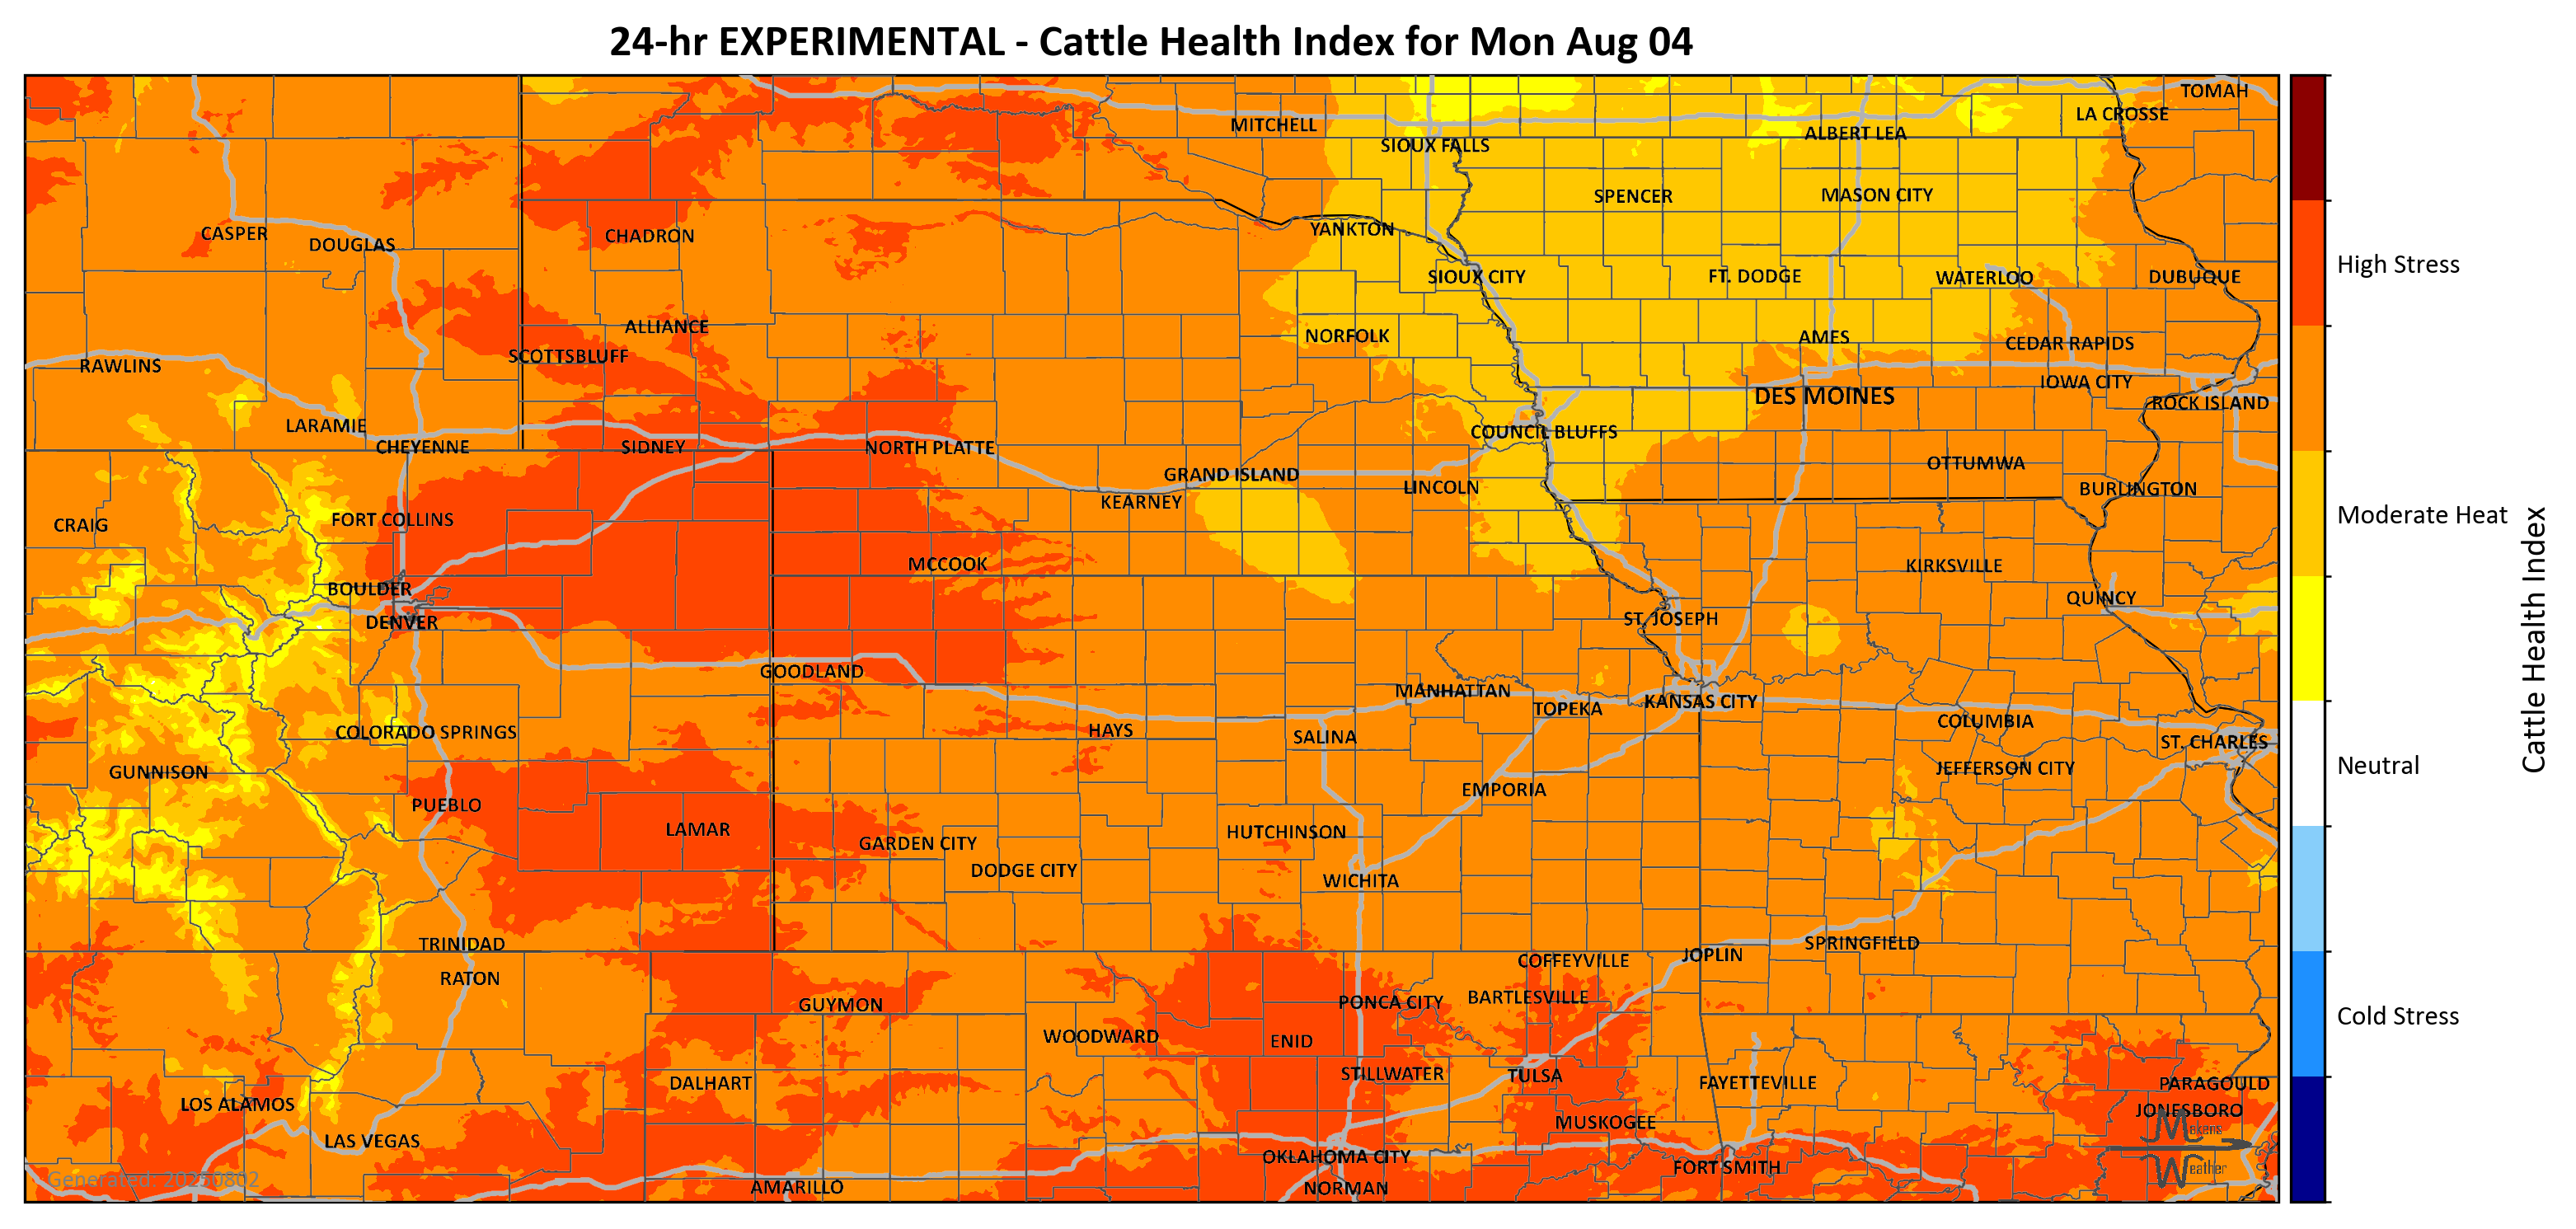 24-hr EXPERIMENTAL - Cattle Health Index for Mon Aug 04
TOMAH
LA CROSSE
MITCHELL
ALBERT LEA
SIOUX FALLS
SPENCER
MASON CITY
CASPER
DOUGLAS
CHADRON
YANKTON
SIOUX CITY
FT. DODGE
WATERLOO
DUBUQUE
ALLIANCE
NORFOLK
AMES
CEDAR RAPIDS
SCOTTSBLUFF
RAWLINS
IOWA CITY
DES MOINES
ROCK ISLAND
LARAMIE
COUNCIL BLUFFS
CHEYENNE
SIDNEY
NORTH PLATTE
OTTUMWA
GRAND ISLAND
LINCOLN
BURLINGTON
KEARNEY
FORT COLLINS
CRAIG
MCCOOK
KIRKSVILLE
BOULDER
QUINCY
DENVER
ST. JOSEPH
GOODLAND
MANHATTAN
TOPEKA
KANSAS CITY
COLUMBIA
COLORADO SPRINGS
HAYS
SALINA
ST. CHARLES
GUNNISON
JEFFERSON CITY
EMPORIA
PUEBLO
LAMAR
HUTCHINSON
GARDEN CITY
DODGE CITY
WICHITA
TRINIDAD
SPRINGFIELD
JOPLIN
COFFEYVILLE
RATON
BARTLESVILLE
GUYMON
PONCA CITY
WOODWARD
ENID
STILLWATER
TULSA
DALHART
FAYETTEVILLE
PARAGOULD
LOS ALAMOS
JONESBORO
MUSKOGEE
LAS VEGAS
OKLAHOMA CITY
FORT SMITH
AMARILLO
NORMAN
Generated: 20250802
Weather
High Stress
Moderate Heat
Neutral
Cold Stress
Cattle Health Index